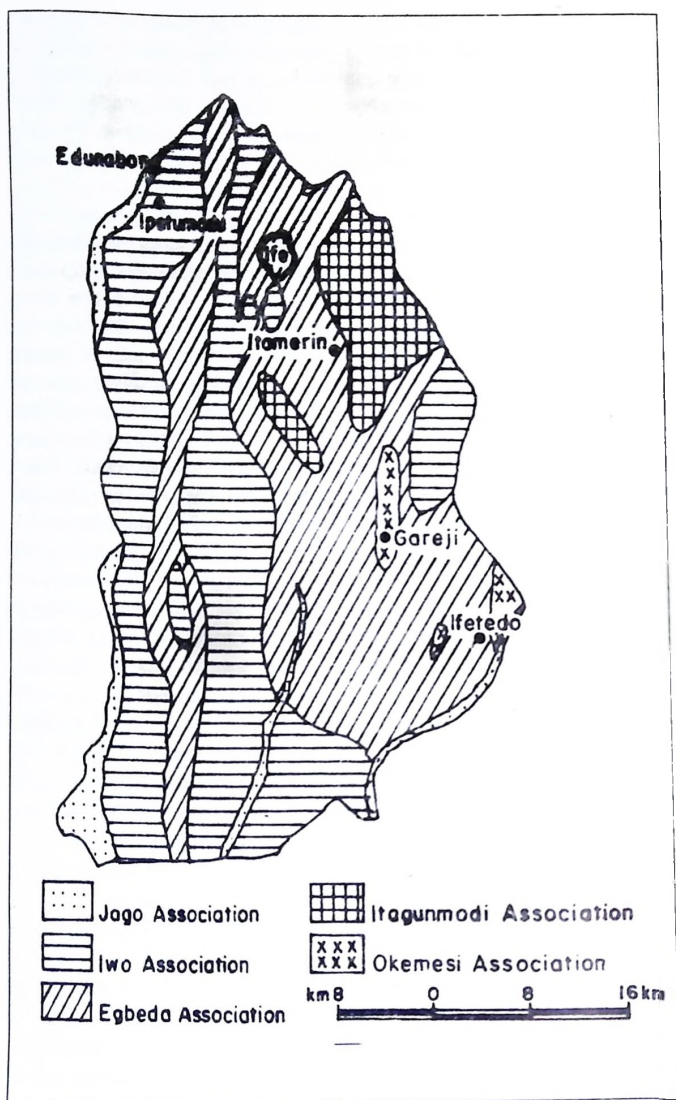 Edunabon
Ipetumodu
Ife
Itamerin
Gareji
Ifetedo
Jago Association
Itagunmodi Association
Iwo Association
Okemesi Association
Egbeda Association
km 8 0 8 16 km